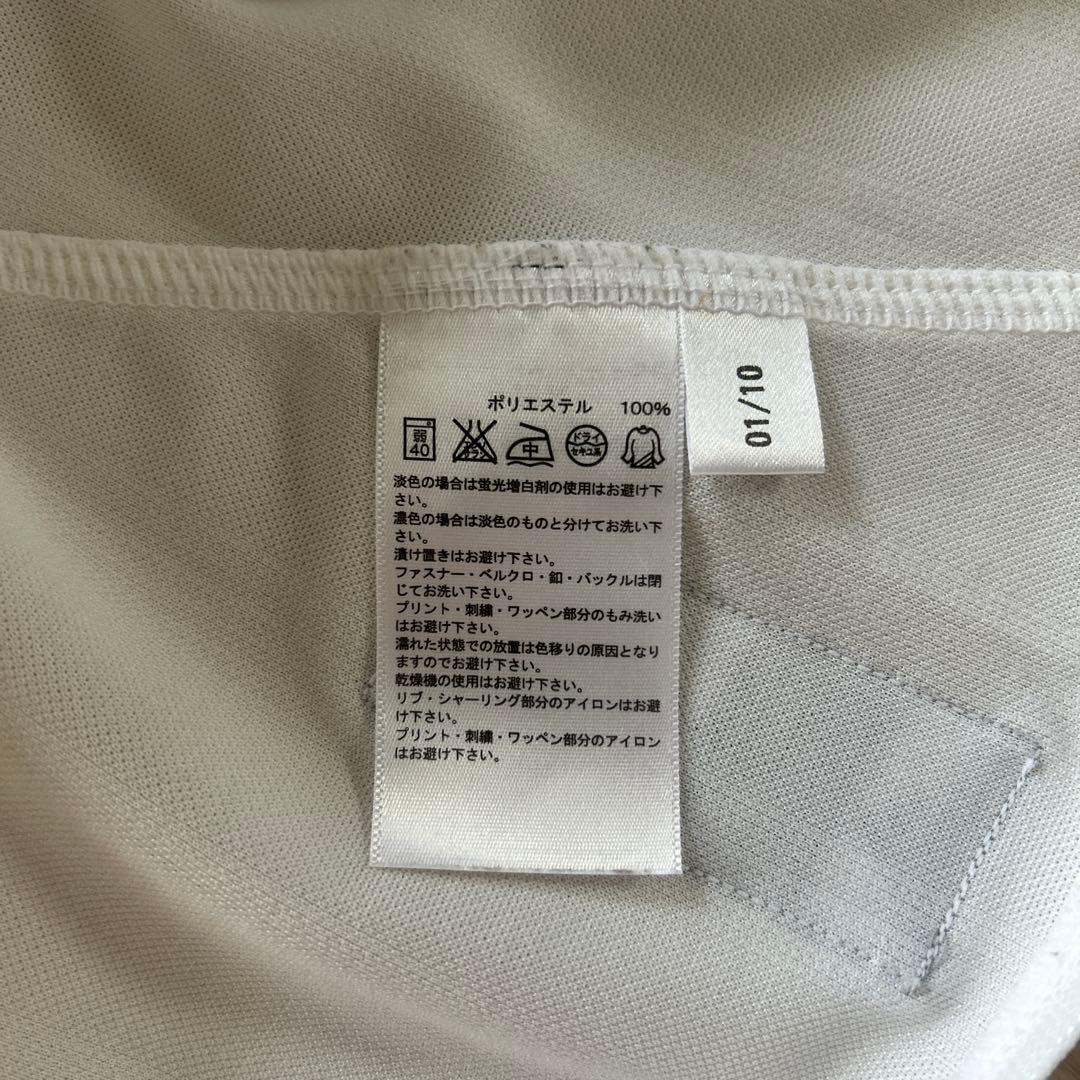 ポリエステル 100%
弱
40
エンソ
サラシ
中
ドライ
セキユ系
淡色の場合は蛍光増白剤の使用はお避け下
さい。
濃色の場合は淡色のものと分けてお洗い下
さい。
漬け置きはお避け下さい。
ファスナー・ベルクロ・釦・バックルは閉
じてお洗い下さい。
プリント・刺繍・ワッペン部分のもみ洗い
はお避け下さい。
濡れた状態での放置は色移りの原因となり
ますのでお避け下さい。
乾燥機の使用はお避け下さい。
リブ・シャーリング部分のアイロンはお避
け下さい。
プリント・刺繍・ワッペン部分のアイロン
はお避け下さい。
01/10